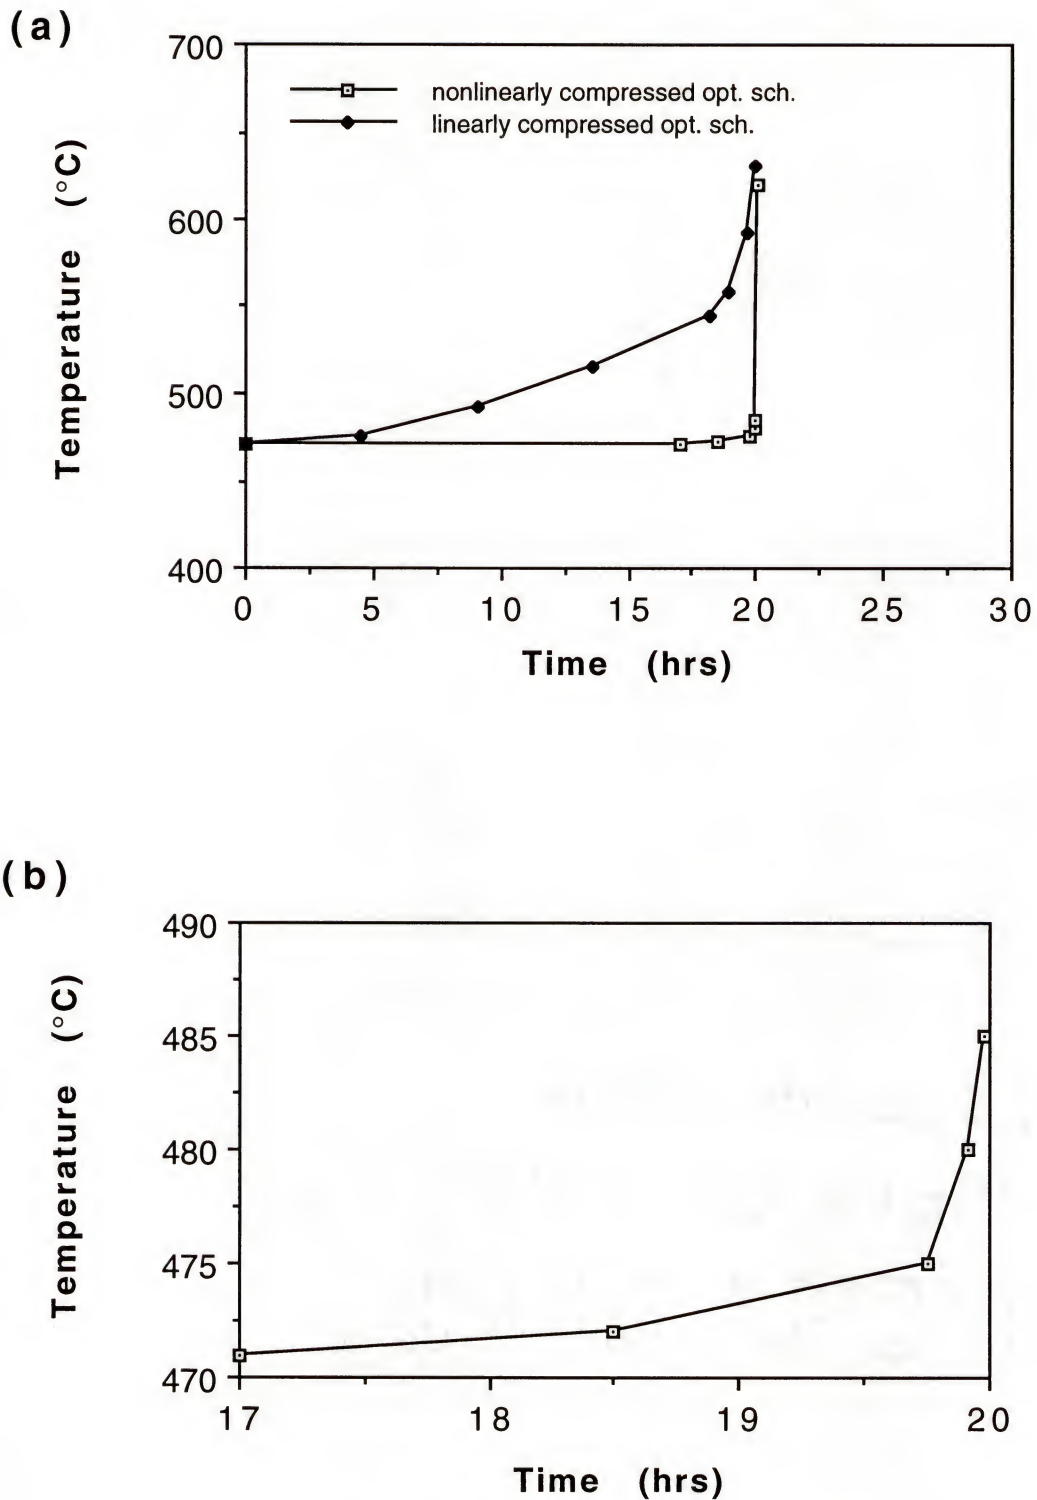 (a)
700
600
500
400
Temperature (°C)
nonlinearly compressed opt. sch.
linearly compressed opt. sch.
0 5 10 15 20 25 30
Time (hrs)
(b)
490
485
480
475
470
Temperature (°C)
17 18 19 20
Time (hrs)